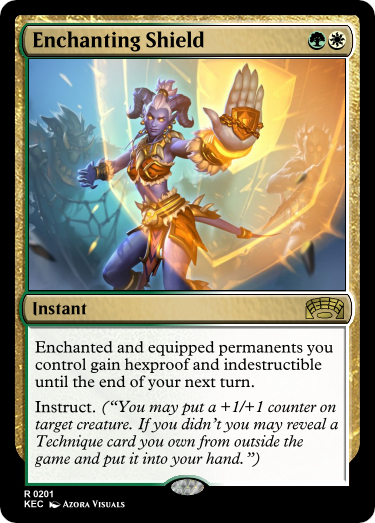 Enchanting Shield
Instant
Enchanted and equipped permanents you
control gain hexproof and indestructible
until the end of your next turn.
Instruct. (“You may put a +1/+1 counter on
target creature. If you didn’t you may reveal a
Technique card you own from outside the
game and put it into your hand.”)
R 0201
KEC Azora Visuals